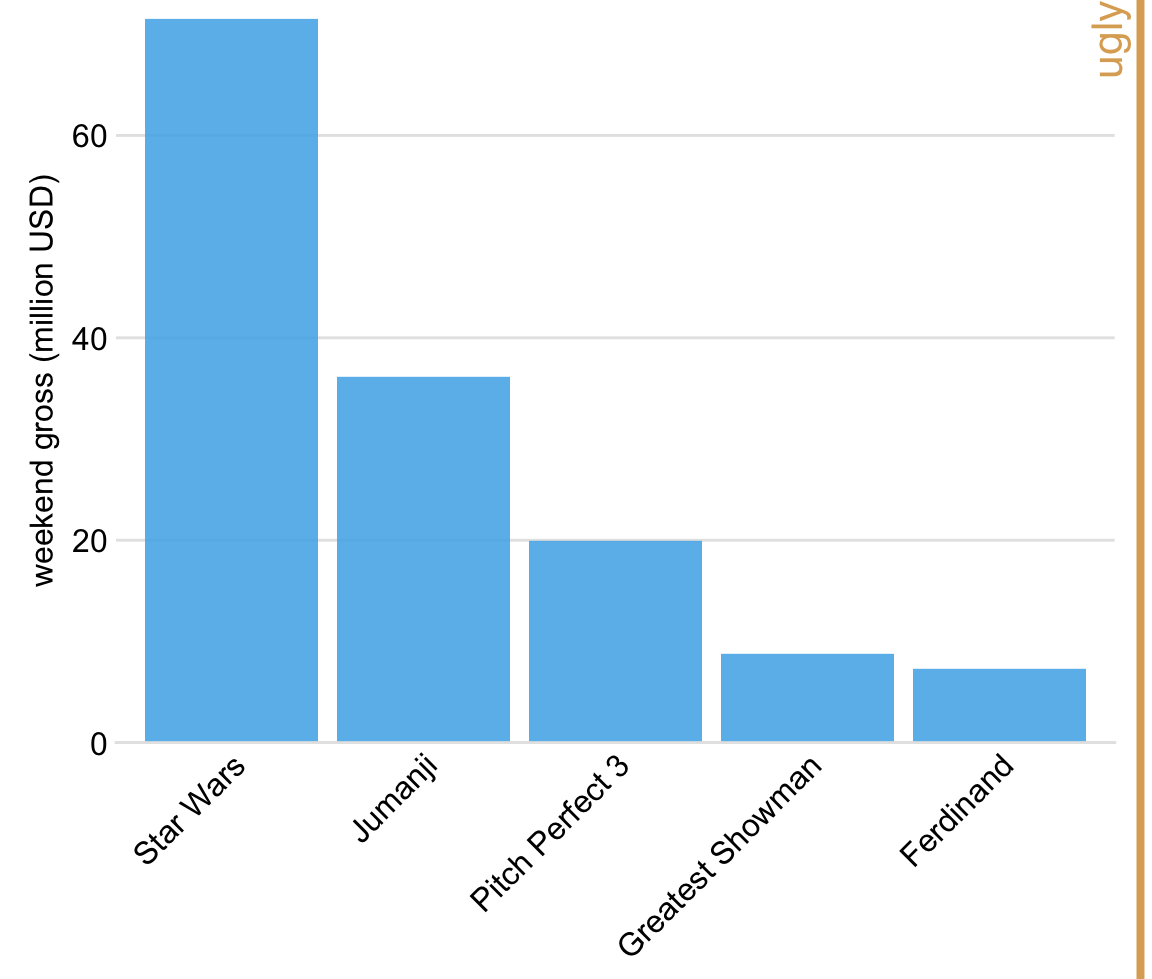 ugly
60
40
20
0
weekend gross (million USD)
Star Wars
Jumanji
Pitch Perfect 3
Greatest Showman
Ferdinand